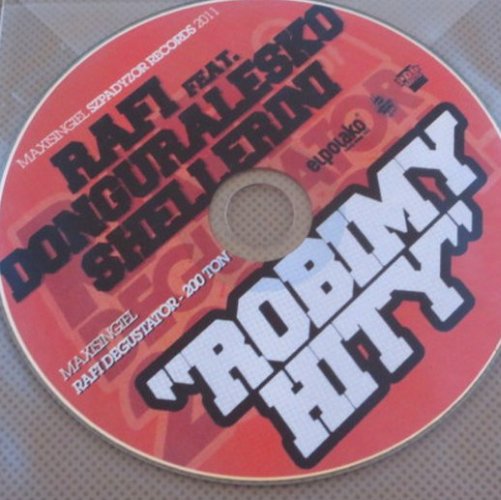 MAXISINGIEL SZPADYZOR RECORDS 2011
RAFI FEAT.
DONGURALESKO
SHELLERINI
elpolako
"ROBIMY
HITY"
MAXISINGIEL
RAFI DEGUSTATOR - 200 TON